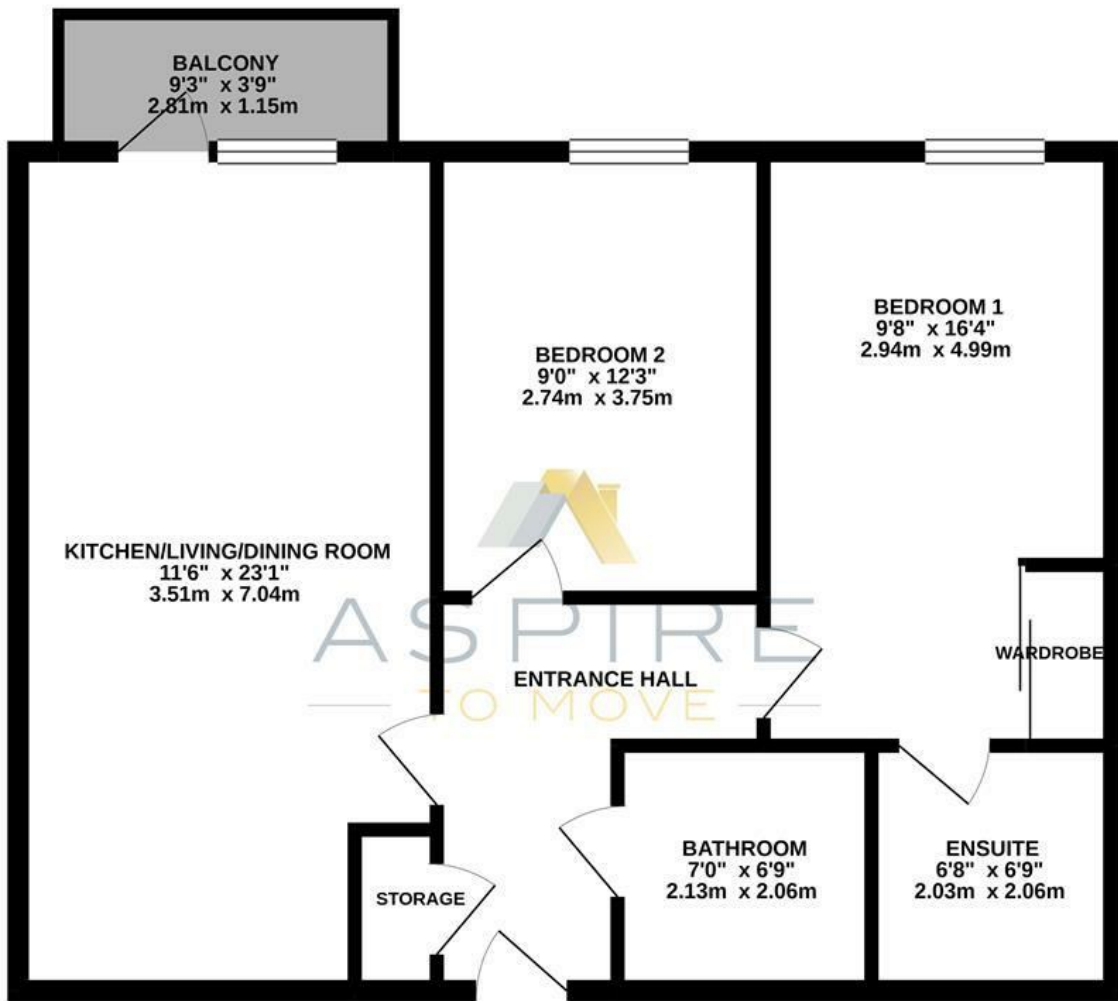 BALCONY
9'3" x 3'9"
2.81m x 1.15m
BEDROOM 1
9'8" x 16'4"
2.94m x 4.99m
BEDROOM 2
9'0" x 12'3"
2.74m x 3.75m
KITCHEN/LIVING/DINING ROOM
11'6" x 23'1"
3.51m x 7.04m
ASPIRE
TO MOVE
ENTRANCE HALL
WARDROBE
BATHROOM
7'0" x 6'9"
2.13m x 2.06m
ENSUITE
6'8" x 6'9"
2.03m x 2.06m
STORAGE